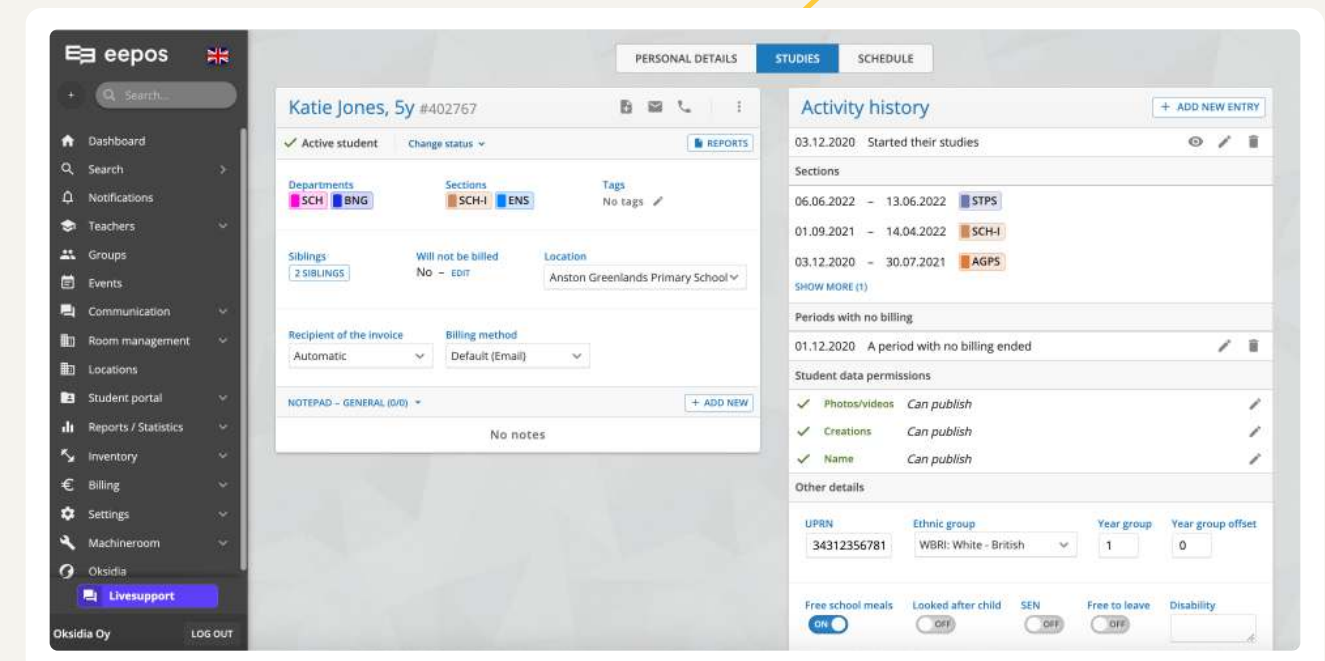 eepos
Search...
Dashboard
Search
Notifications
Teachers
Groups
Events
Communication
Room management
Locations
Student portal
Reports / Statistics
Inventory
Billing
Settings
Machineroom
Oksidia
Livesupport
Oksidia Oy LOG OUT
PERSONAL DETAILS STUDIES SCHEDULE
Katie Jones, 5y #402767
Active student Change status REPORTS
Departments Sections Tags
SCH BNG SCH-I ENS No tags
Siblings Will not be billed Location
2 SIBLINGS No – EDIT Anston Greenlands Primary School
Recipient of the invoice Billing method
Automatic Default (Email)
NOTEPAD – GENERAL (0/0) + ADD NEW
No notes
Activity history + ADD NEW ENTRY
03.12.2020 Started their studies
Sections
06.06.2022 – 13.06.2022 STPS
01.09.2021 – 14.04.2022 SCH-I
03.12.2020 – 30.07.2021 AGPS
SHOW MORE (1)
Periods with no billing
01.12.2020 A period with no billing ended
Student data permissions
Photos/videos Can publish
Creations Can publish
Name Can publish
Other details
UPRN Ethnic group Year group Year group offset
34312356781 WBRI: White - British 1 0
Free school meals Looked after child SEN Free to leave Disability
ON OFF OFF OFF